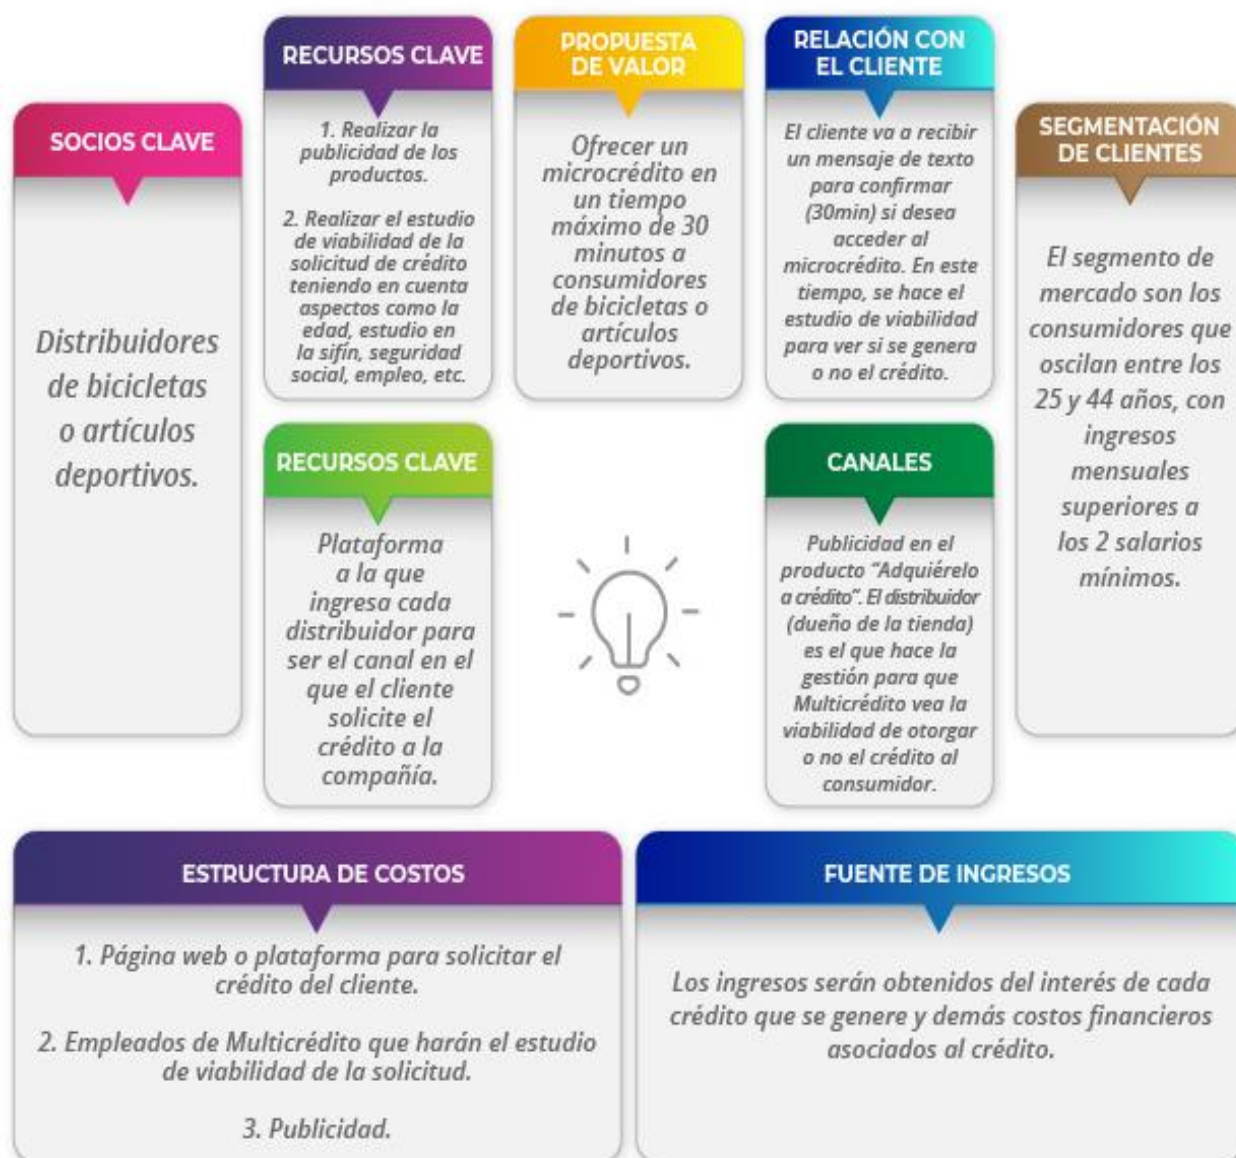 SOCIOS CLAVE
Distribuidores
de bicicletas
o artículos
deportivos.
RECURSOS CLAVE
1. Realizar la
publicidad de los
productos.
2. Realizar el estudio
de viabilidad de la
solicitud de crédito
teniendo en cuenta
aspectos como la
edad, estudio en
la sifín, seguridad
social, empleo, etc.
RECURSOS CLAVE
Plataforma
a la que
ingresa cada
distribuidor para
ser el canal en el
que el cliente
solicite el
crédito a la
compañía.
PROPUESTA
DE VALOR
Ofrecer un
microcrédito en
un tiempo
máximo de 30
minutos a
consumidores
de bicicletas o
artículos
deportivos.
RELACIÓN CON
EL CLIENTE
El cliente va a recibir
un mensaje de texto
para confirmar
(30min) si desea
acceder al
microcrédito. En este
tiempo, se hace el
estudio de viabilidad
para ver si se genera
o no el crédito.
CANALES
Publicidad en el
producto “Adquiérelo
a crédito”. El distribuidor
(dueño de la tienda)
es el que hace la
gestión para que
Multicrédito vea la
viabilidad de otorgar
o no el crédito al
consumidor.
SEGMENTACIÓN
DE CLIENTES
El segmento de
mercado son los
consumidores que
oscilan entre los
25 y 44 años, con
ingresos
mensuales
superiores a
los 2 salarios
mínimos.
ESTRUCTURA DE COSTOS
1. Página web o plataforma para solicitar el
crédito del cliente.
2. Empleados de Multicrédito que harán el estudio
de viabilidad de la solicitud.
3. Publicidad.
FUENTE DE INGRESOS
Los ingresos serán obtenidos del interés de cada
crédito que se genere y demás costos financieros
asociados al crédito.